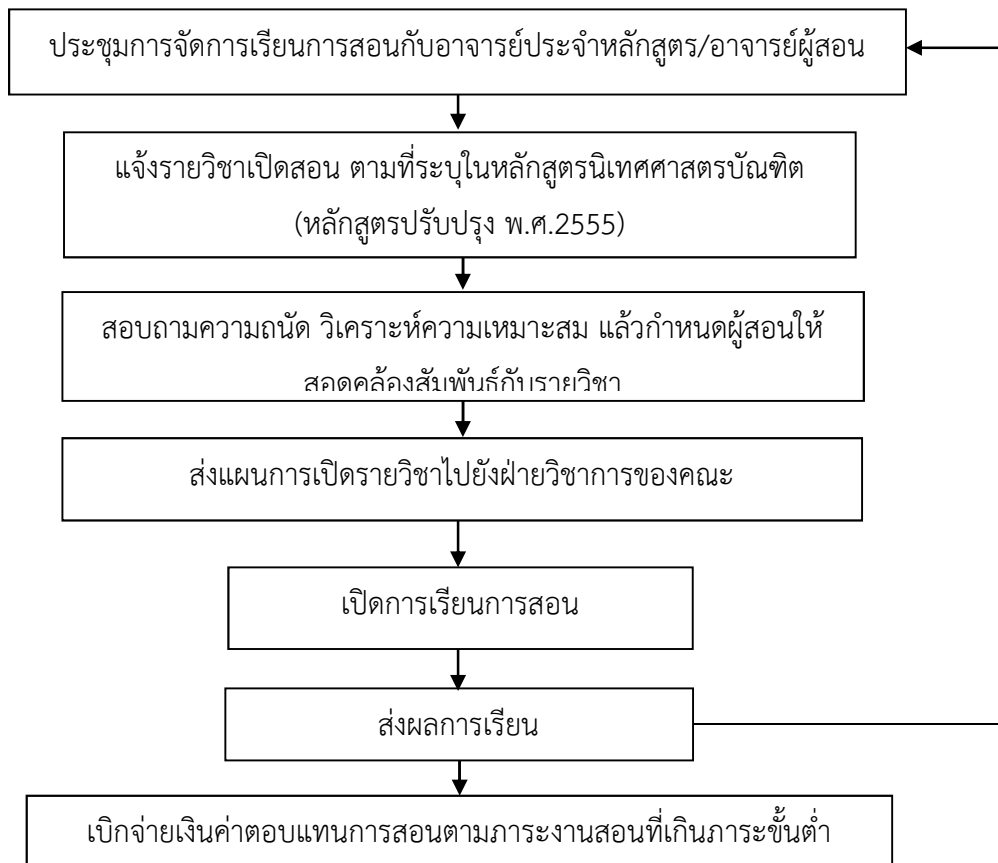 ประชุมการจัดการเรียนการสอนกับอาจารย์ประจำหลักสูตร/อาจารย์ผู้สอน
แจ้งรายวิชาเปิดสอน ตามที่ระบุในหลักสูตรนิเทศศาสตรบัณฑิต
(หลักสูตรปรับปรุง พ.ศ.2555)
สอบถามความถนัด วิเคราะห์ความเหมาะสม แล้วกำหนดผู้สอนให้
สอดคล้องสัมพันธ์กับรายวิชา
ส่งแผนการเปิดรายวิชาไปยังฝ่ายวิชาการของคณะ
เปิดการเรียนการสอน
ส่งผลการเรียน
เบิกจ่ายเงินค่าตอบแทนการสอนตามภาระงานสอนที่เกินภาระขั้นต่ำ